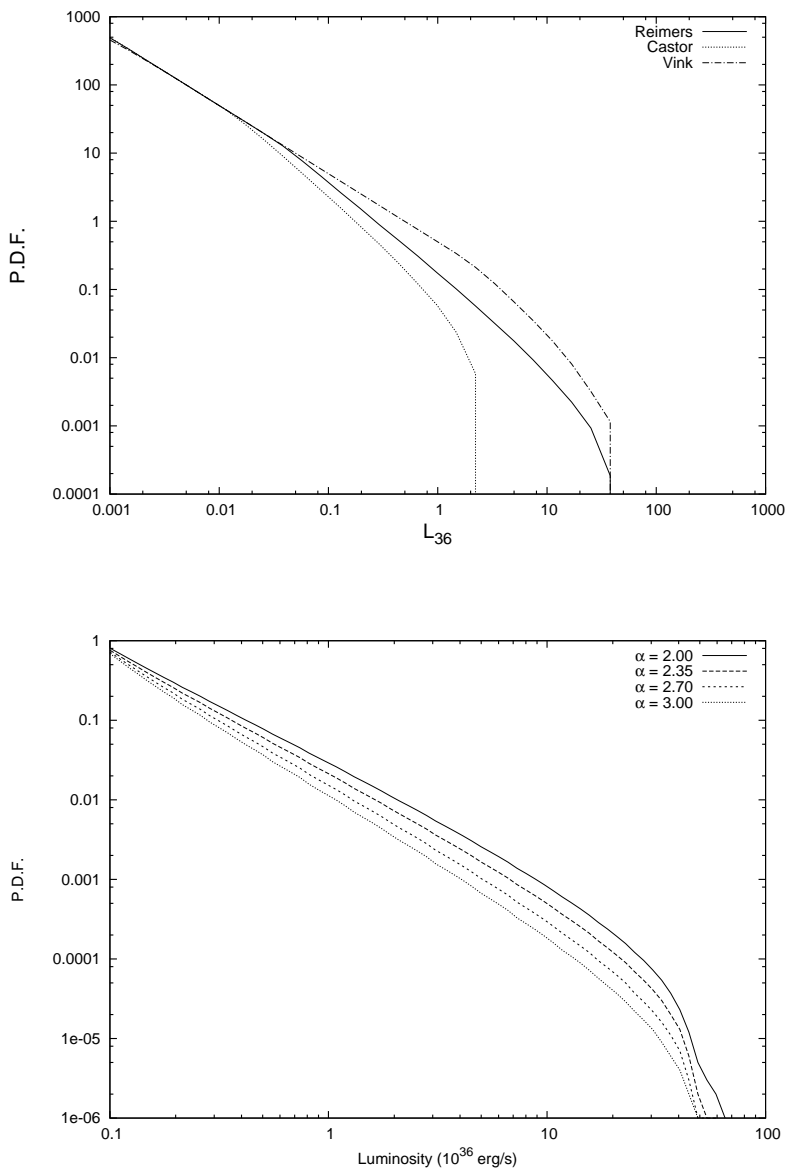 1000
100
10
1
0.1
0.01
0.001
0.0001
P.D.F.
Reimers
Castor
Vink
0.001 0.01 0.1 1 10 100 1000
L36
1
0.1
0.01
0.001
0.0001
1e-05
1e-06
P.D.F.
α = 2.00
α = 2.35
α = 2.70
α = 3.00
0.1 1 10 100
Luminosity (10^36 erg/s)